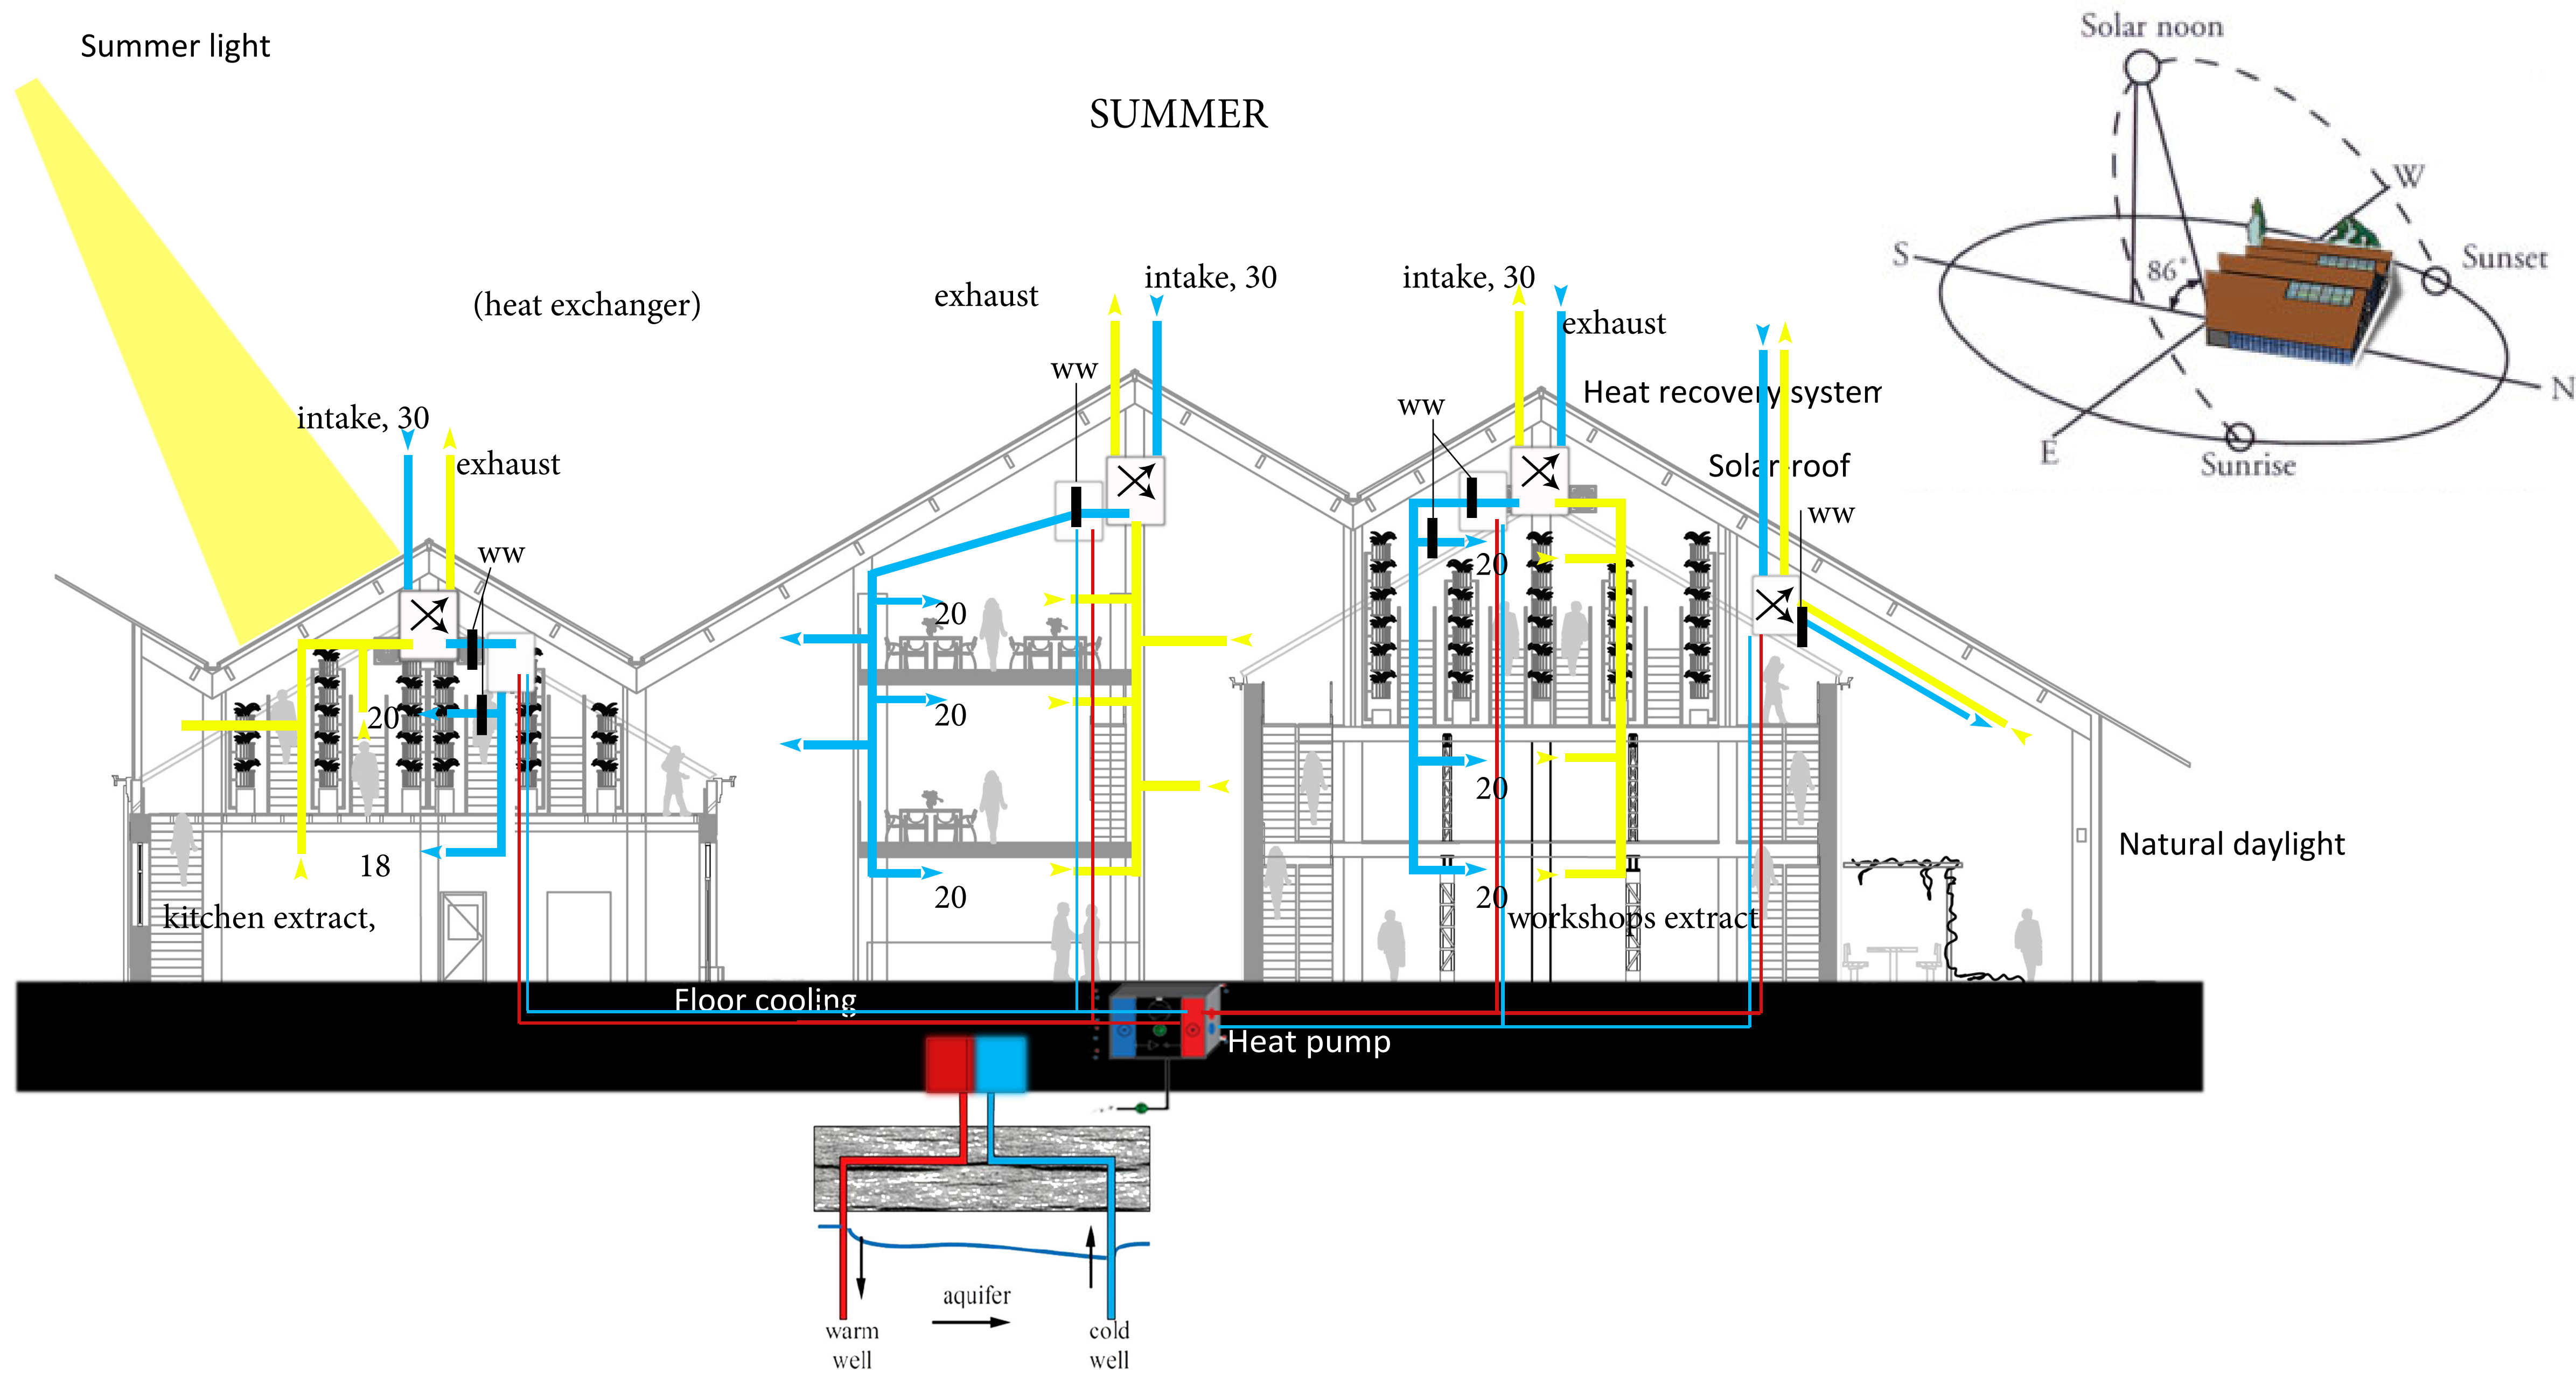 Summer light
Solar noon
SUMMER
W
S
Sunset
86°
N
E
Sunrise
(heat exchanger)
exhaust
intake, 30
intake, 30
exhaust
ww
Heat recovery system
ww
intake, 30
exhaust
Solar roof
ww
ww
20
20
20
20
20
20
20
18
Natural daylight
kitchen extract,
workshops extract
Floor cooling
Heat pump
aquifer
warm
well
cold
well